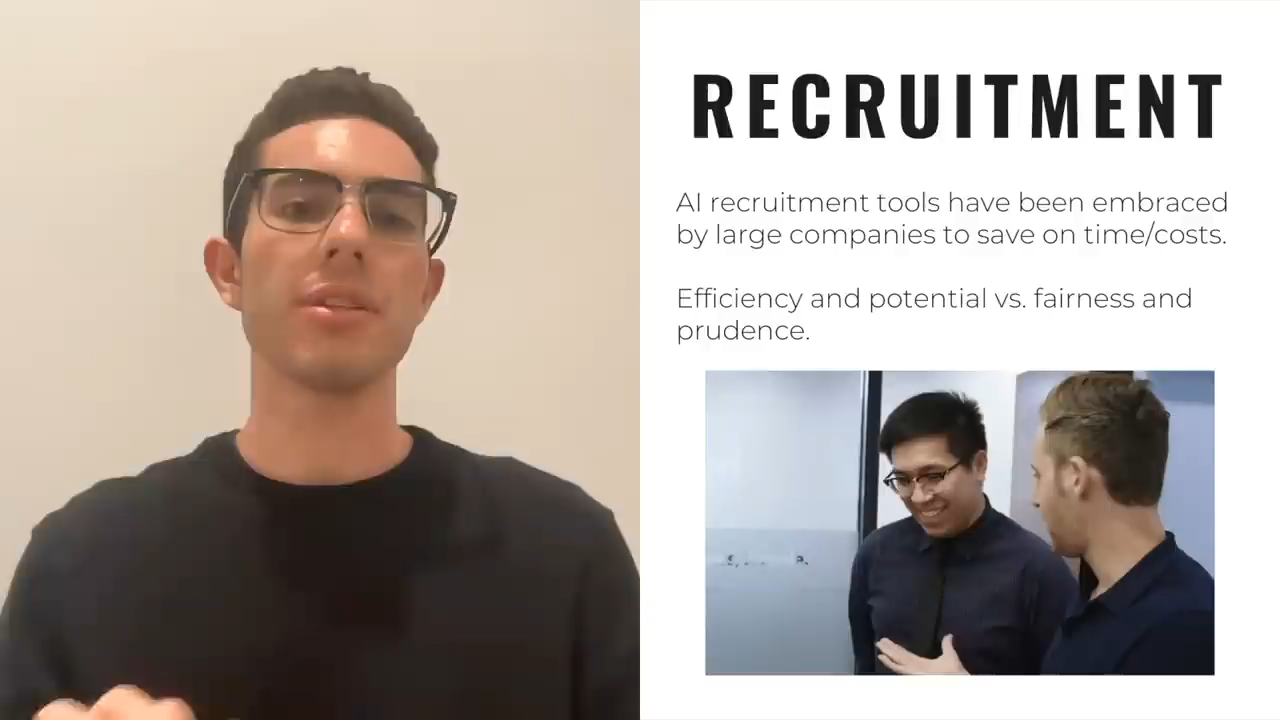 RECRUITMENT
AI recruitment tools have been embraced
by large companies to save on time/costs.
Efficiency and potential vs. fairness and
prudence.